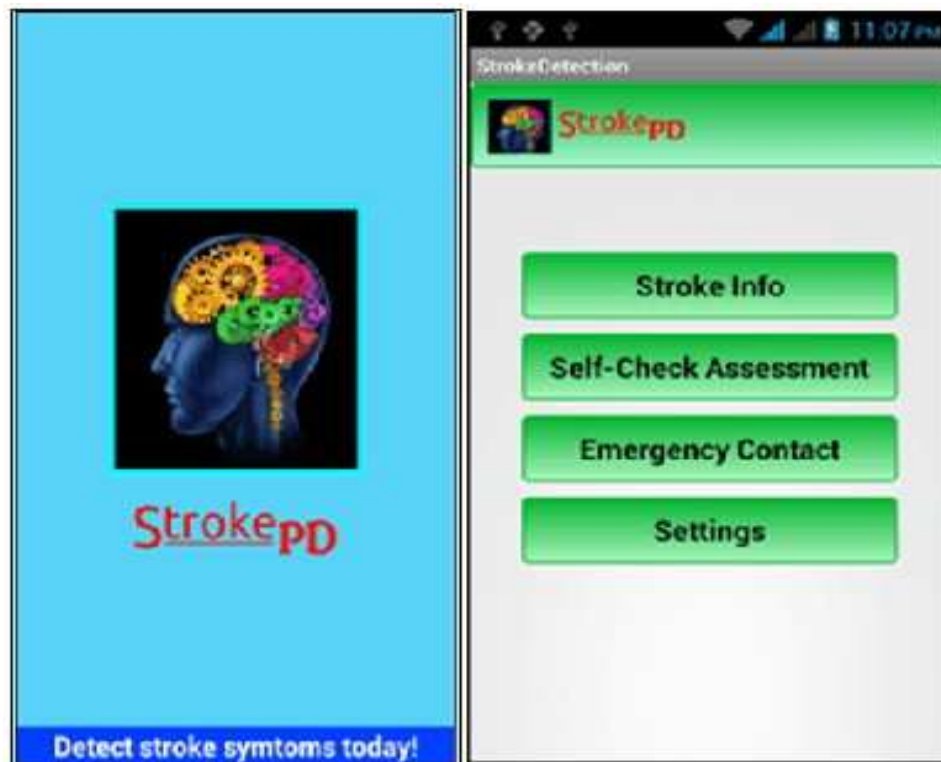 StrokePD
Detect stroke symtoms today!
11:07 PM
StrokeDetection
StrokePD
Stroke Info
Self-Check Assessment
Emergency Contact
Settings